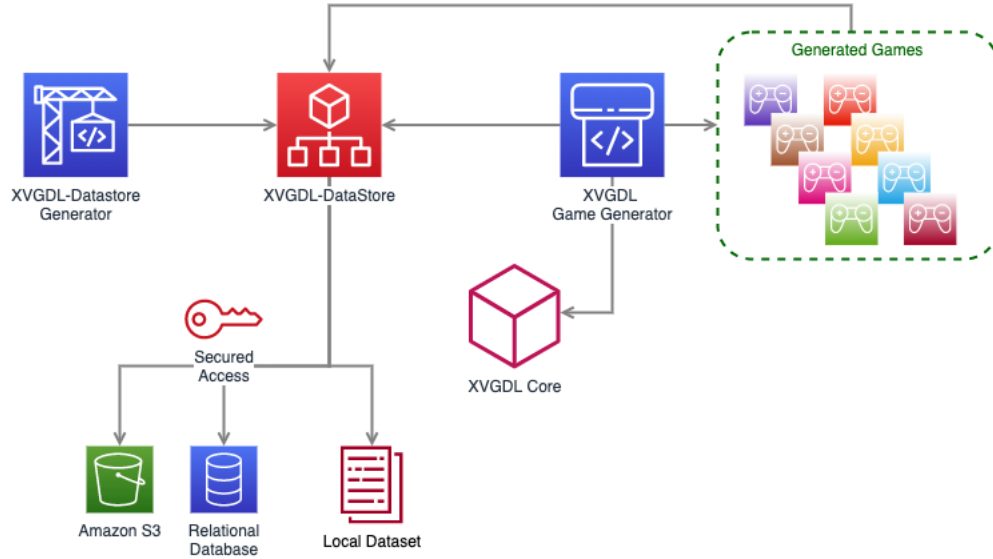 Generated Games
XVGDL-Datastore
Generator
XVGDL-DataStore
XVGDL
Game Generator
Secured
Access
XVGDL Core
Amazon S3
Relational
Database
Local Dataset